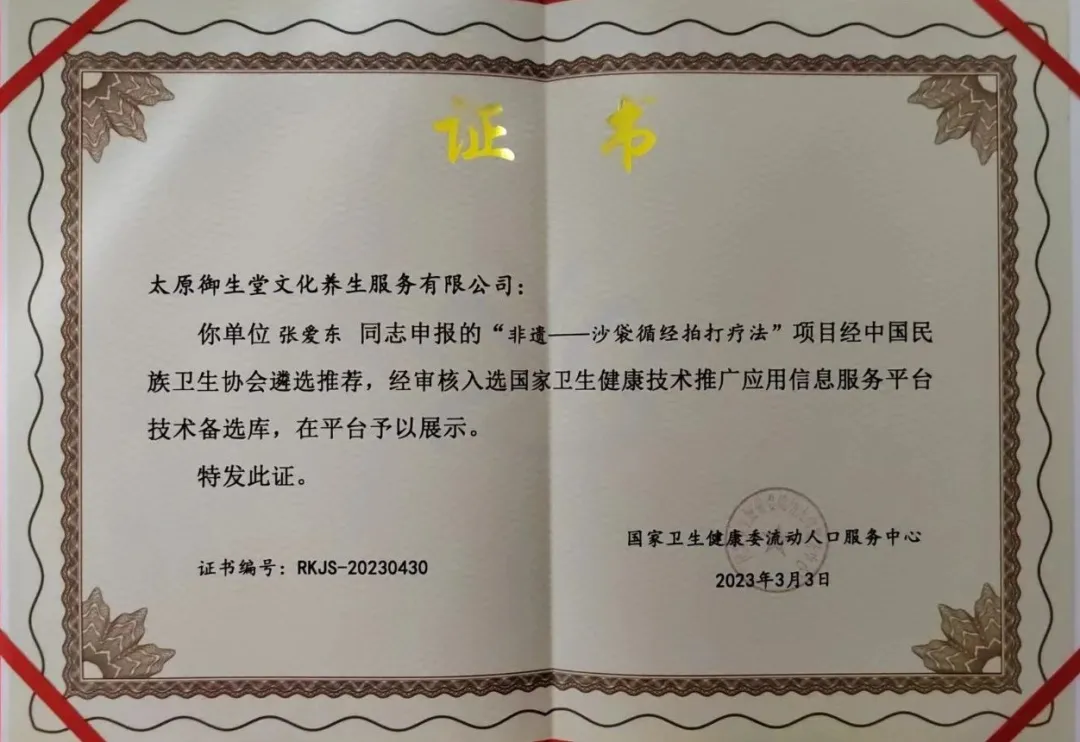 证 书
太原御生堂文化养生服务有限公司：
你单位 张爱东 同志申报的“非遗——沙袋循经拍打疗法”项目经中国民
族卫生协会遴选推荐，经审核入选国家卫生健康技术推广应用信息服务平台
技术备选库，在平台予以展示。
特发此证。
国家卫生健康委流动人口服务中心
证书编号：RKJS-20230430
2023年3月3日